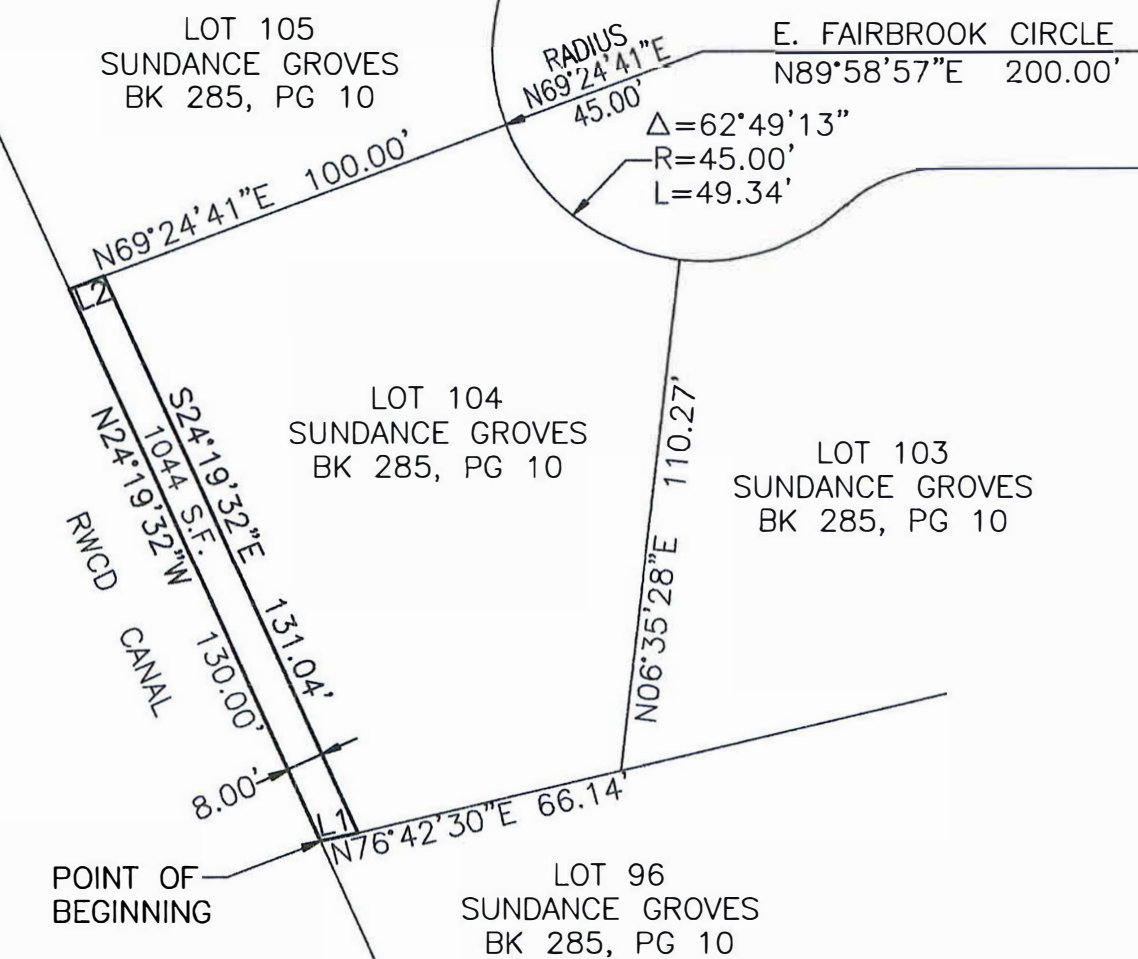 LOT 105
SUNDANCE GROVES
BK 285, PG 10
RADIUS
N69°24'41"E
45.00'
E. FAIRBROOK CIRCLE
N89°58'57"E 200.00'
Δ=62°49'13"
R=45.00'
L=49.34'
N69°24'41"E 100.00'
L2
LOT 104
SUNDANCE GROVES
BK 285, PG 10
S24°19'32"E 131.04'
1044 S.F.
N24°19'32"W 130.00'
RWCD CANAL
N06°35'28"E 110.27'
LOT 103
SUNDANCE GROVES
BK 285, PG 10
8.00'
L1
N76°42'30"E 66.14'
POINT OF
BEGINNING
LOT 96
SUNDANCE GROVES
BK 285, PG 10